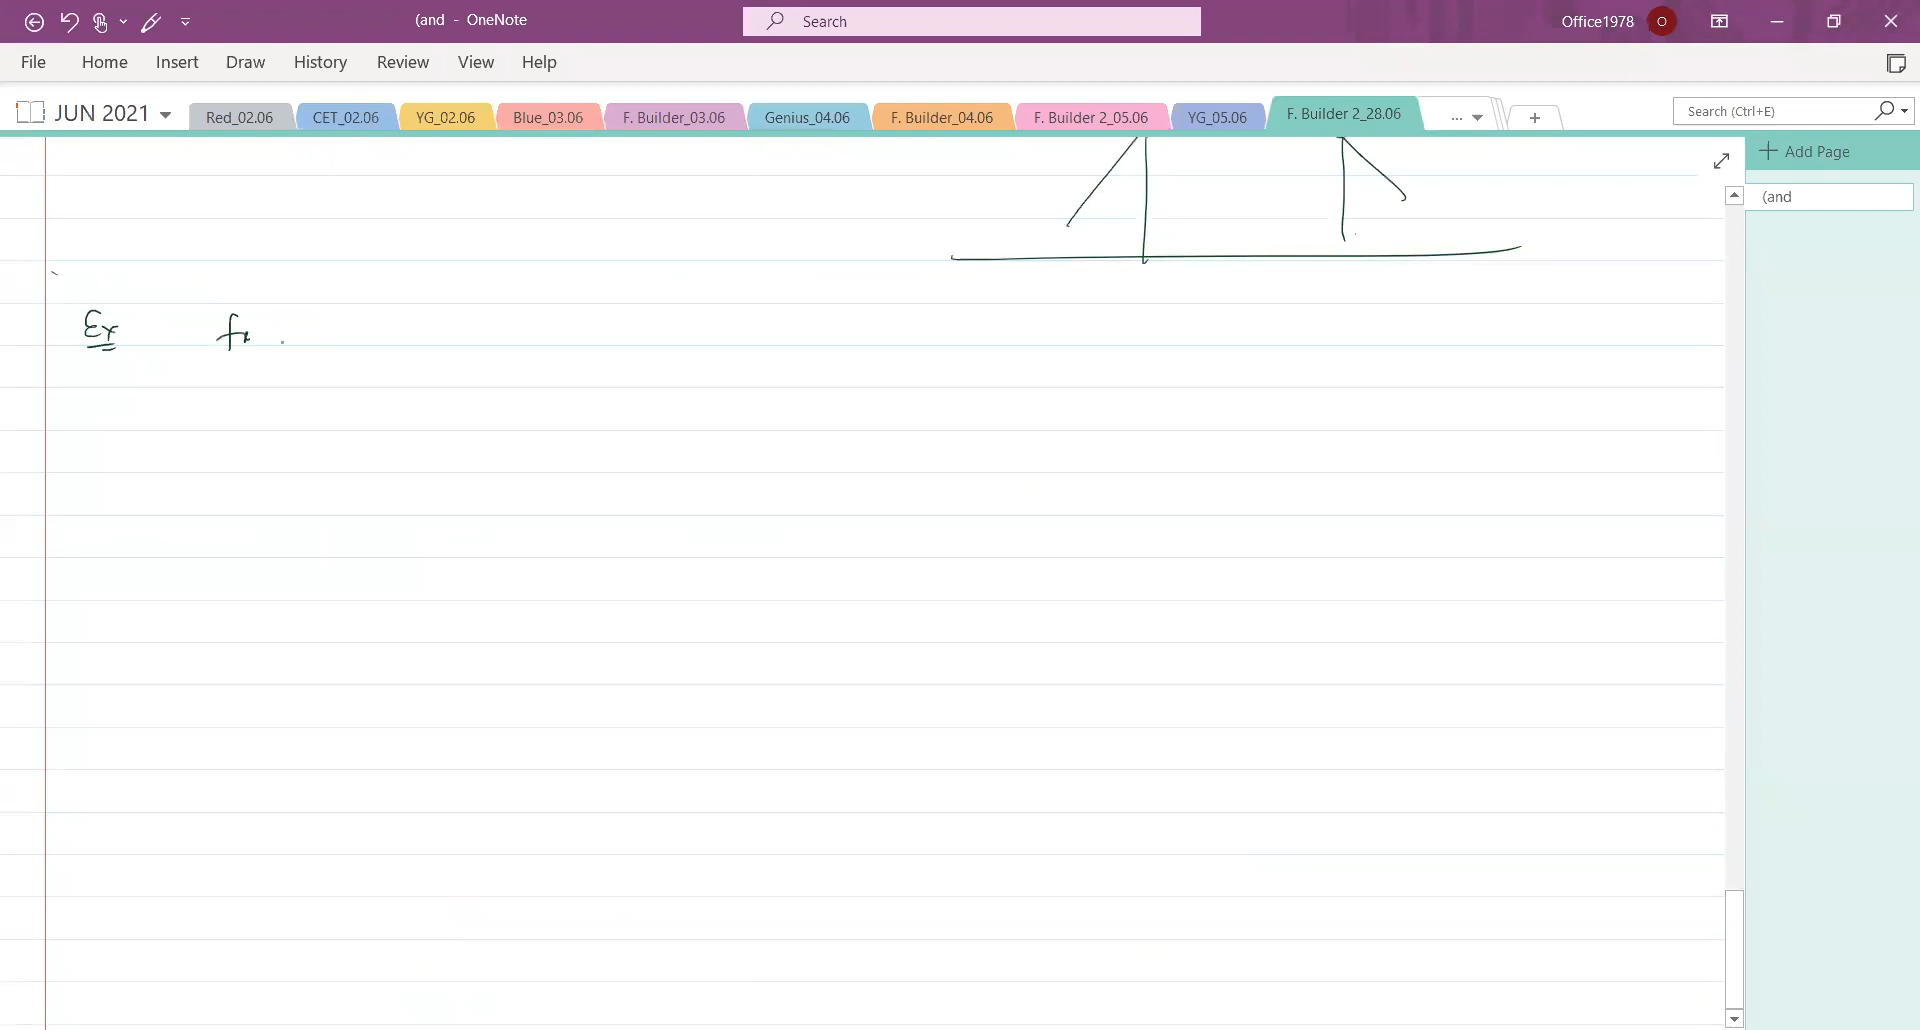 (and - OneNote
Search
Office1978 O
File Home Insert Draw History Review View Help
JUN 2021 Red_02.06 CET_02.06 YG_02.06 Blue_03.06 F. Builder_03.06 Genius_04.06 F. Builder_04.06 F. Builder 2_05.06 YG_05.06 F. Builder 2_28.06 ... + Search (Ctrl+E)
Add Page
(and
Ex